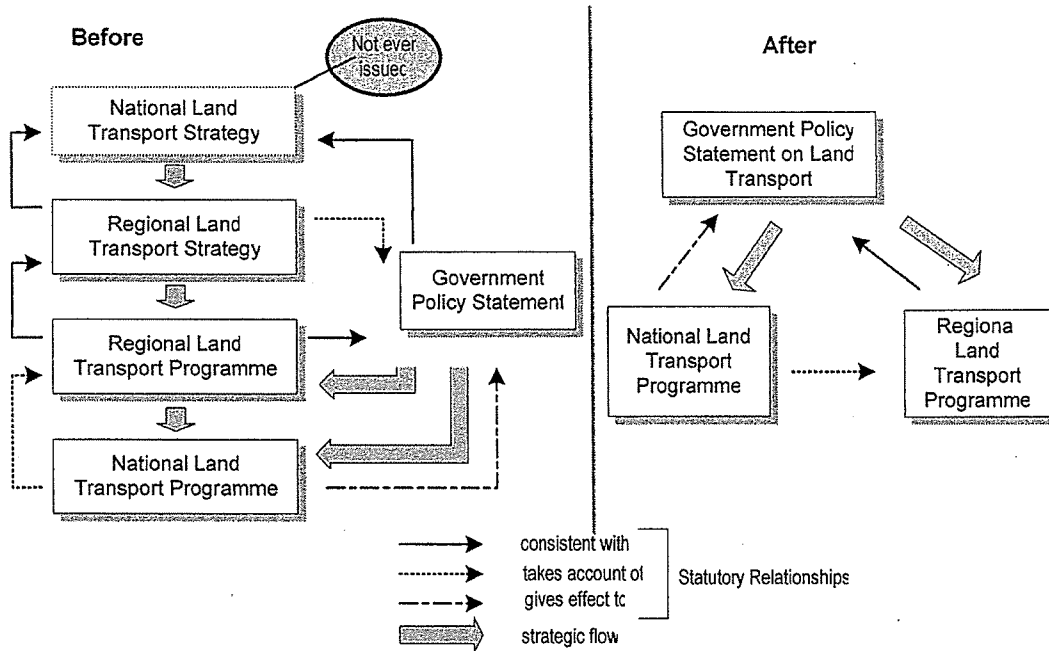 Before
Not ever
issued
National Land
Transport Strategy
Regional Land
Transport Strategy
Government
Policy Statement
Regional Land
Transport Programme
National Land
Transport Programme
After
Government Policy
Statement on Land
Transport
National Land
Transport
Programme
Regiona
Land
Transport
Programme
consistent with
takes account of
gives effect to
Statutory Relationships
strategic flow